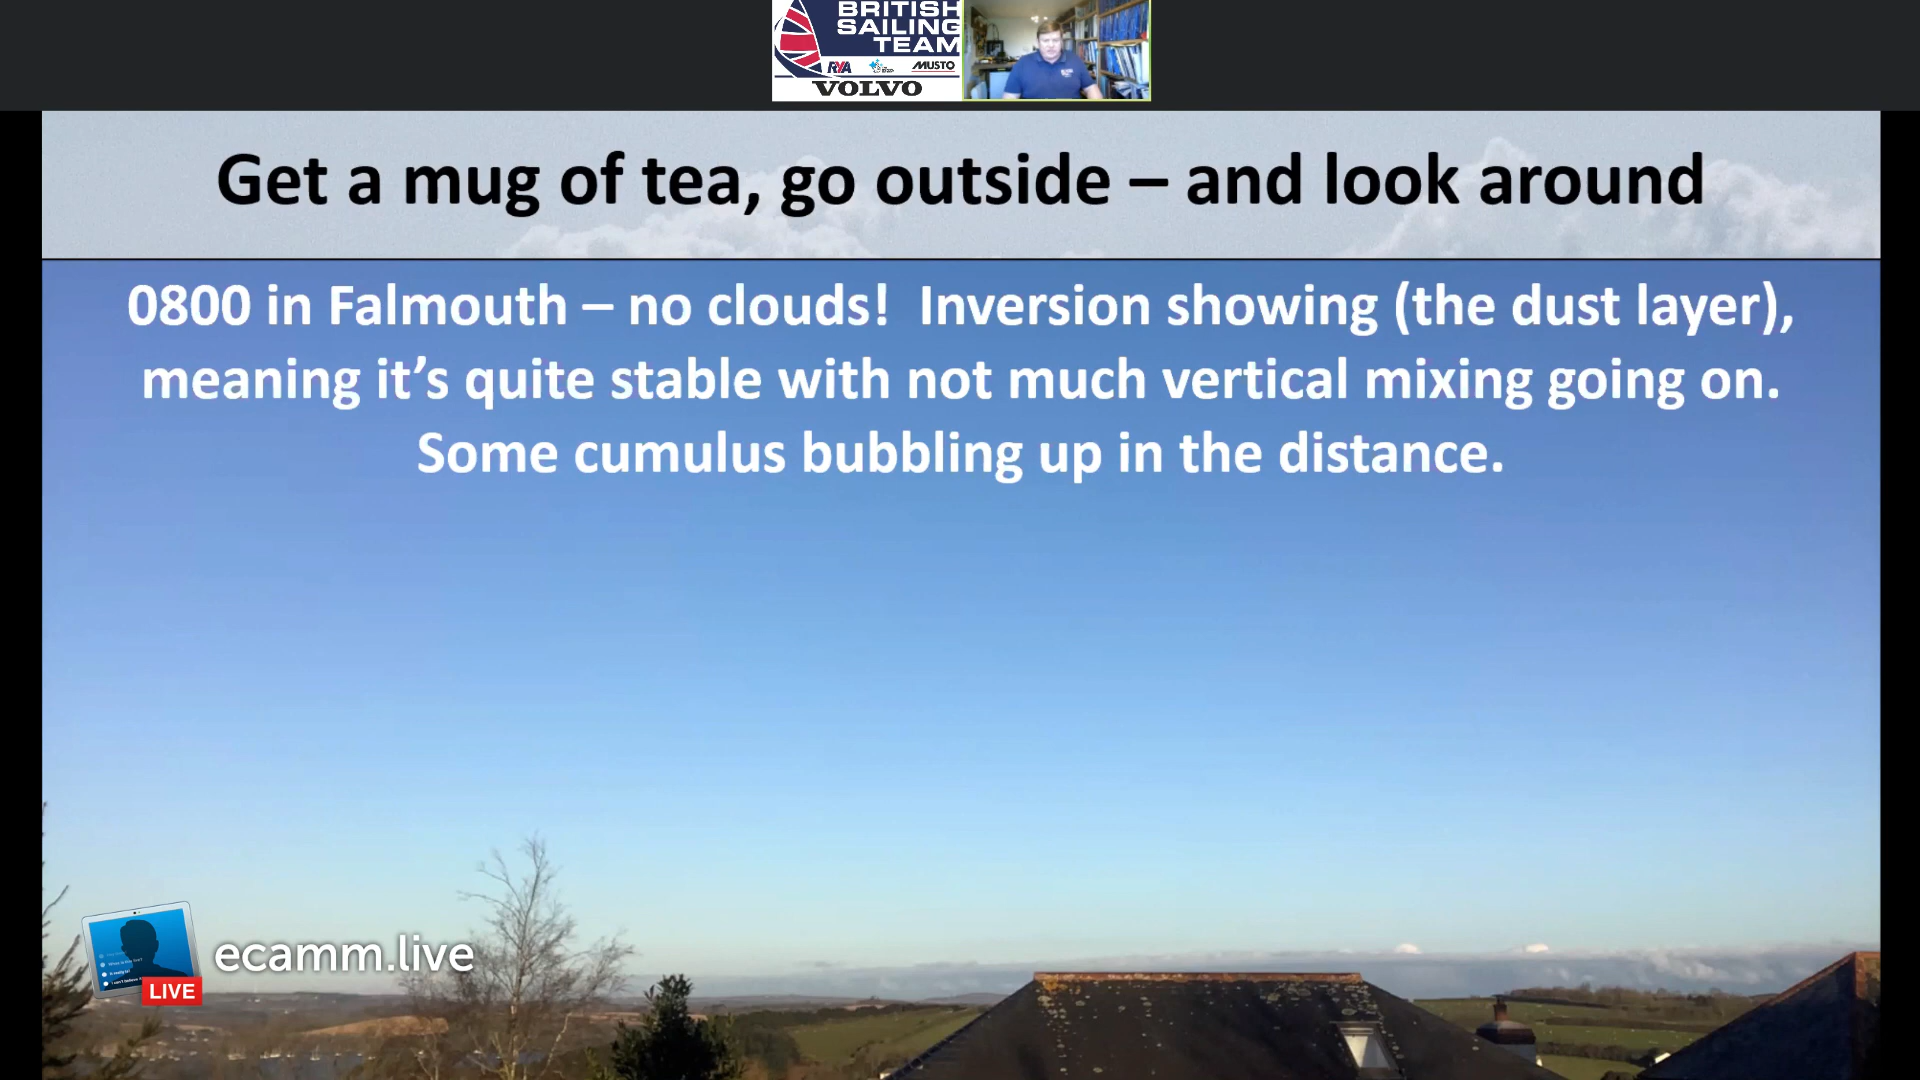 BRITISH
SAILING
TEAM
RYA
MUSTO
VOLVO
Get a mug of tea, go outside – and look around
0800 in Falmouth – no clouds!  Inversion showing (the dust layer),
meaning it’s quite stable with not much vertical mixing going on.
Some cumulus bubbling up in the distance.
ecamm.live
LIVE